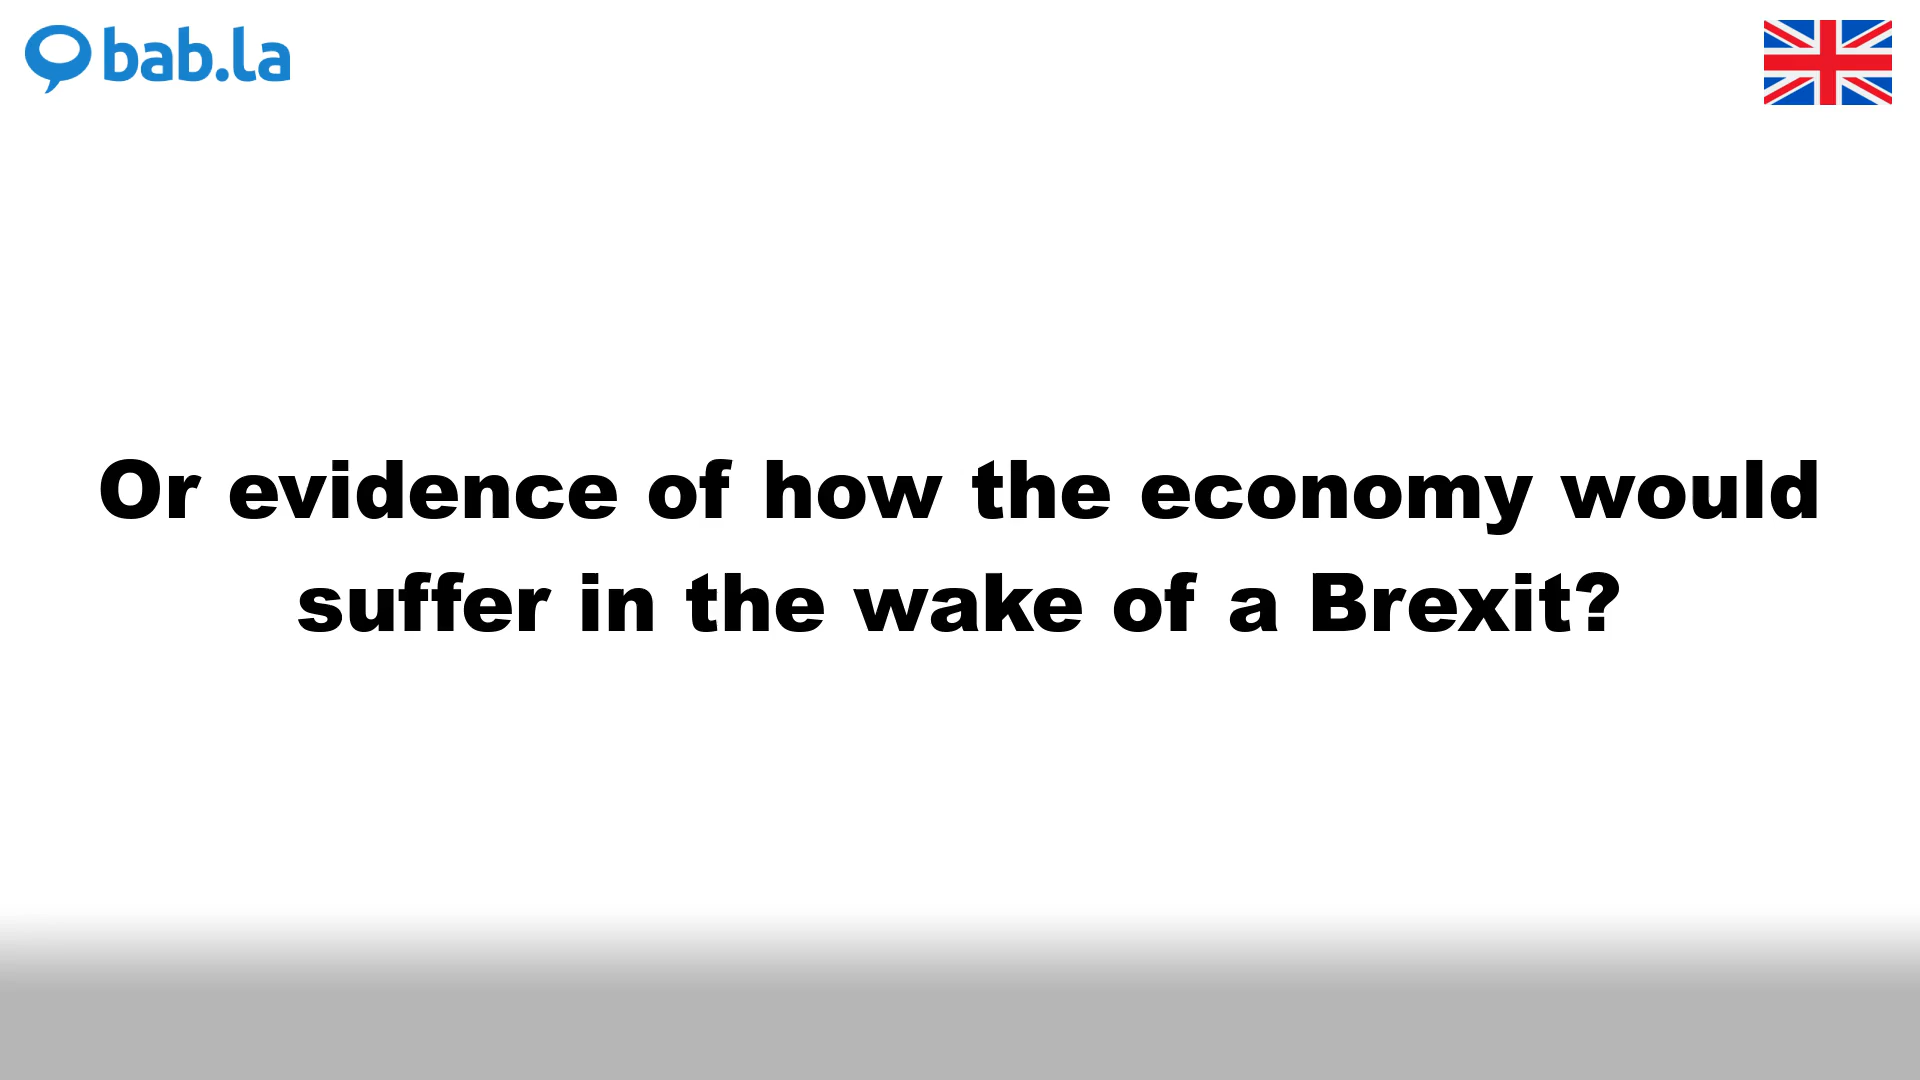 bab.la
Or evidence of how the economy would
suffer in the wake of a Brexit?